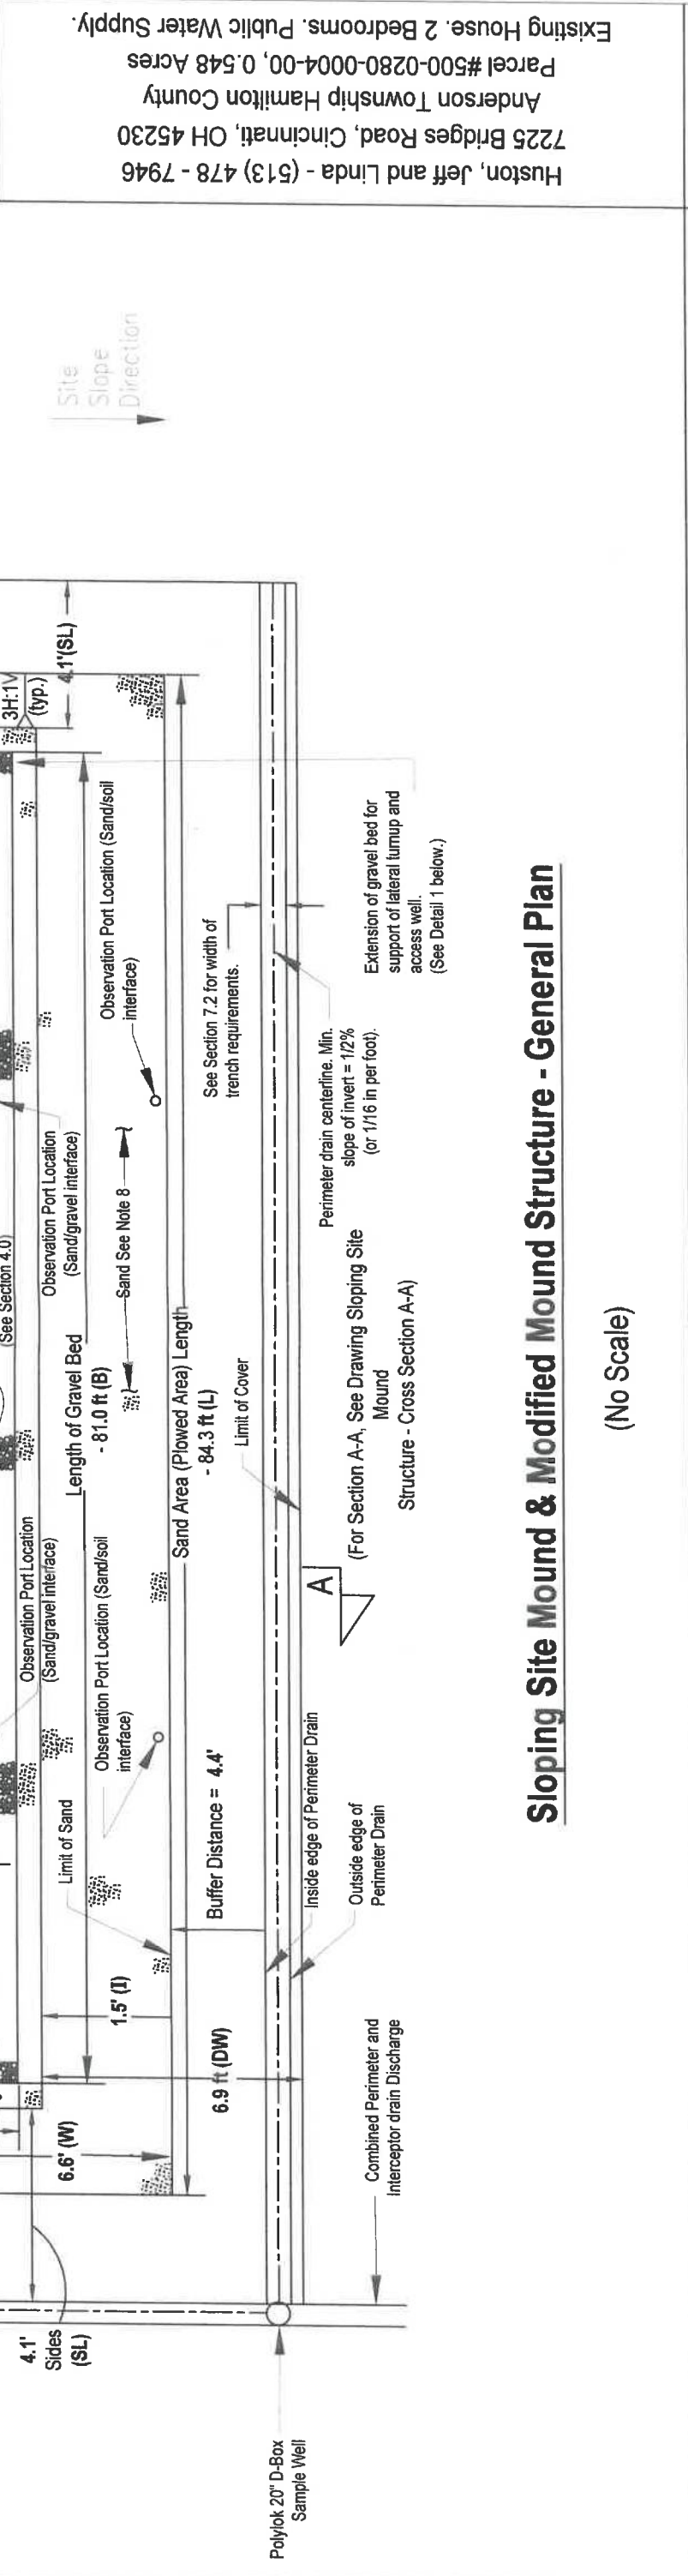 Huston, Jeff and Linda - (513) 478 - 7946
7225 Bridges Road, Cincinnati, OH 45230
Anderson Township Hamilton County
Parcel #500-0280-0004-00, 0.548 Acres
Existing House. 2 Bedrooms. Public Water Supply.
Site
Slope
Direction
3H:1V
(typ.)
4.1'(SL)
(See Section 4.0)
Observation Port Location
(Sand/gravel interface)
Observation Port Location
(Sand/gravel interface)
Length of Gravel Bed
- 81.0 ft (B)
Observation Port Location (Sand/soil
interface)
Observation Port Location (Sand/soil
interface)
Sand See Note 8
Limit of Sand
1.5' (I)
6.6' (W)
4.1'
Sides
(SL)
Sand Area (Plowed Area) Length
- 84.3 ft (L)
See Section 7.2 for width of
trench requirements.
Buffer Distance = 4.4'
6.9 ft (DW)
Limit of Cover
Perimeter drain centerline. Min.
slope of invert = 1/2%
(or 1/16 in per foot).
Extension of gravel bed for
support of lateral turnup and
access well.
(See Detail 1 below.)
A
(For Section A-A, See Drawing Sloping Site
Mound
Structure - Cross Section A-A)
Inside edge of Perimeter Drain
Outside edge of
Perimeter Drain
Combined Perimeter and
Interceptor drain Discharge
Polylok 20" D-Box
Sample Well
Sloping Site Mound & Modified Mound Structure - General Plan
(No Scale)